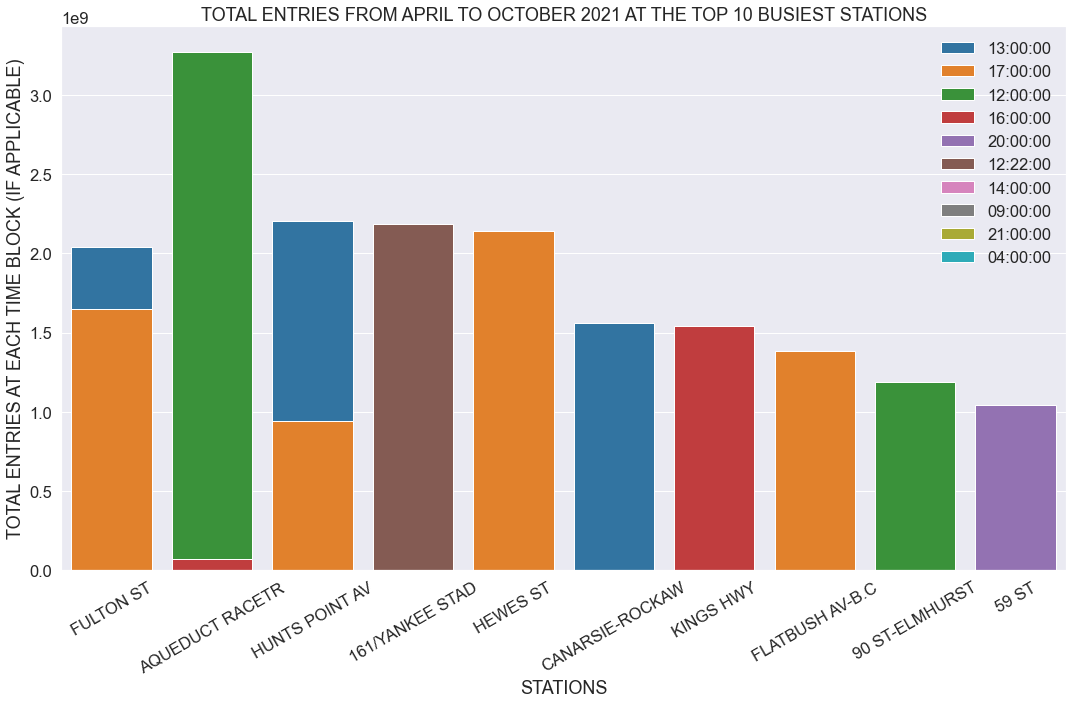 TOTAL ENTRIES FROM APRIL TO OCTOBER 2021 AT THE TOP 10 BUSIEST STATIONS
1e9
TOTAL ENTRIES AT EACH TIME BLOCK (IF APPLICABLE)
3.0
2.5
2.0
1.5
1.0
0.5
0.0
13:00:00
17:00:00
12:00:00
16:00:00
20:00:00
12:22:00
14:00:00
09:00:00
21:00:00
04:00:00
FULTON ST
AQUEDUCT RACETR
HUNTS POINT AV
161/YANKEE STAD
HEWES ST
CANARSIE-ROCKAW
KINGS HWY
FLATBUSH AV-B.C
90 ST-ELMHURST
59 ST
STATIONS